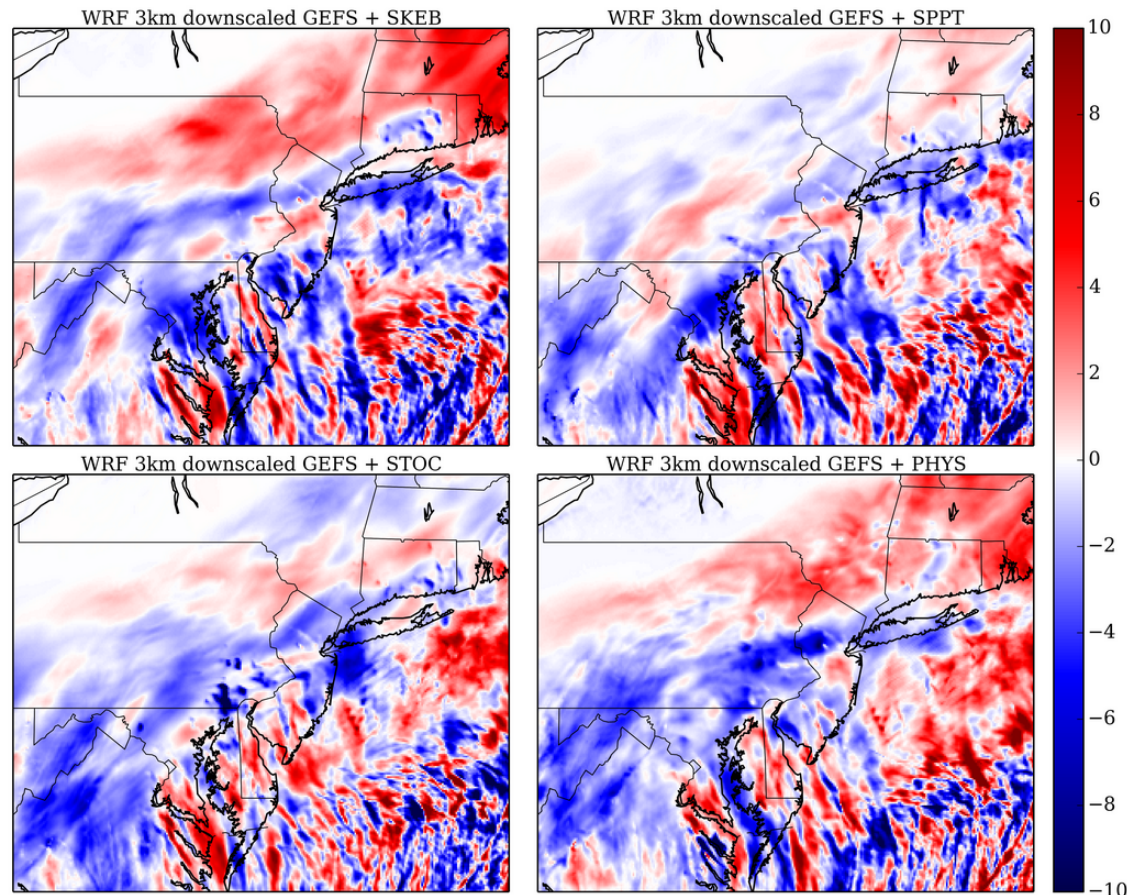 WRF 3km downscaled GEFS + SKEB
WRF 3km downscaled GEFS + SPPT
10
8
6
4
2
0
−2
−4
−6
−8
−10
WRF 3km downscaled GEFS + STOC
WRF 3km downscaled GEFS + PHYS